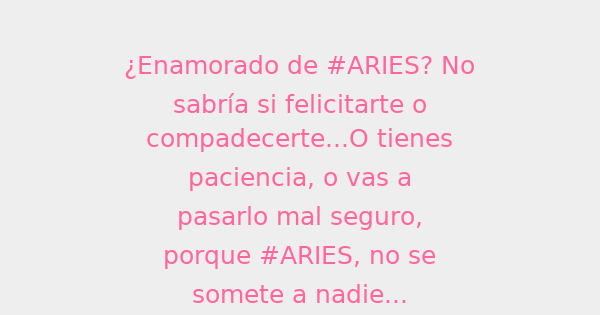 ¿Enamorado de #ARIES? No
sabría si felicitarte o
compadecerte...O tienes
paciencia, o vas a
pasarlo mal seguro,
porque #ARIES, no se
somete a nadie...